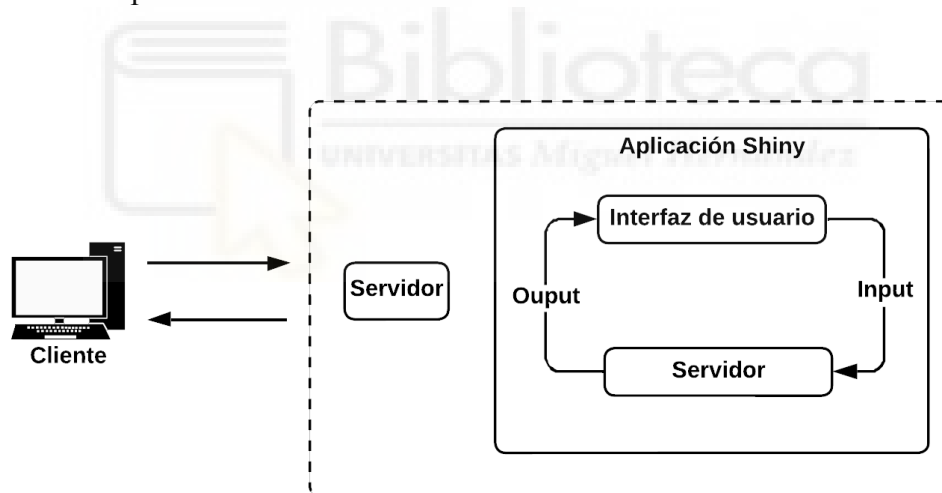 Biblioteca
UNIVERSITAS Miguel Hernández
Aplicación Shiny
Interfaz de usuario
Servidor
Ouput
Input
Cliente
Servidor